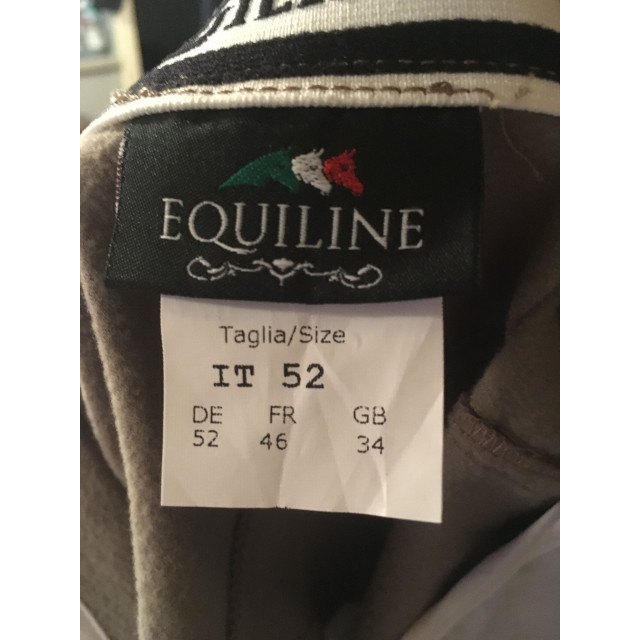 EQUILINE
Taglia/Size
IT 52
DE FR GB
52 46 34